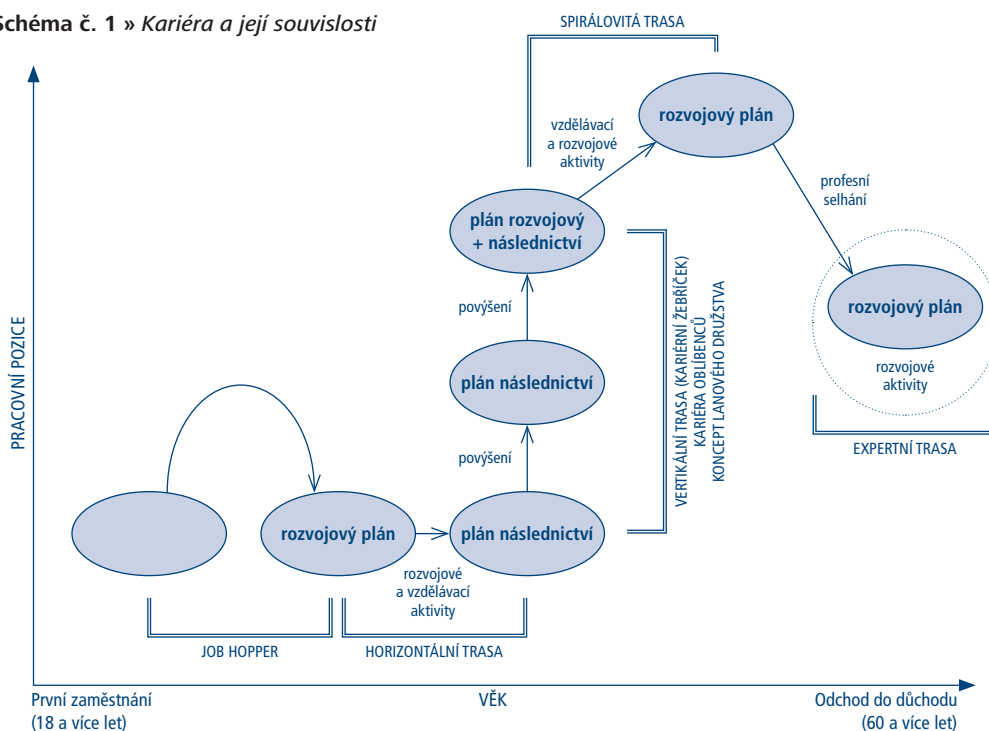 Schéma č. 1 » Kariéra a její souvislosti
SPIRÁLOVITÁ TRASA
rozvojový plán
vzdělávací
a rozvojové
aktivity
profesní
selhání
plán rozvojový
+ následnictví
povýšení
rozvojový plán
rozvojové
aktivity
EXPERTNÍ TRASA
VERTIKÁLNÍ TRASA (KARIÉRNÍ ŽEBŘÍČEK)
KARIÉRA OBLÍBENCŮ
KONCEPT LANOVÉHO DRUŽSTVA
plán následnictví
povýšení
PRACOVNÍ POZICE
rozvojový plán
plán následnictví
rozvojové
a vzdělávací
aktivity
JOB HOPPER
HORIZONTÁLNÍ TRASA
První zaměstnání
(18 a více let)
VĚK
Odchod do důchodu
(60 a více let)